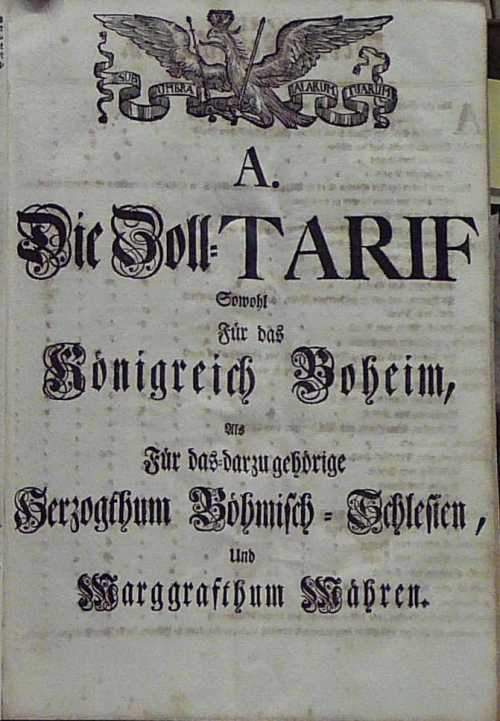 SUB UMBRA ALARUM TUARUM
A.
Die Zoll-TARIF
Sowohl
Für das
Königreich Boheim,
Als
Für das darzu gehörige
Herzogthum Böhmisch-Schlesien,
Und
Marggrafthum Mähren.